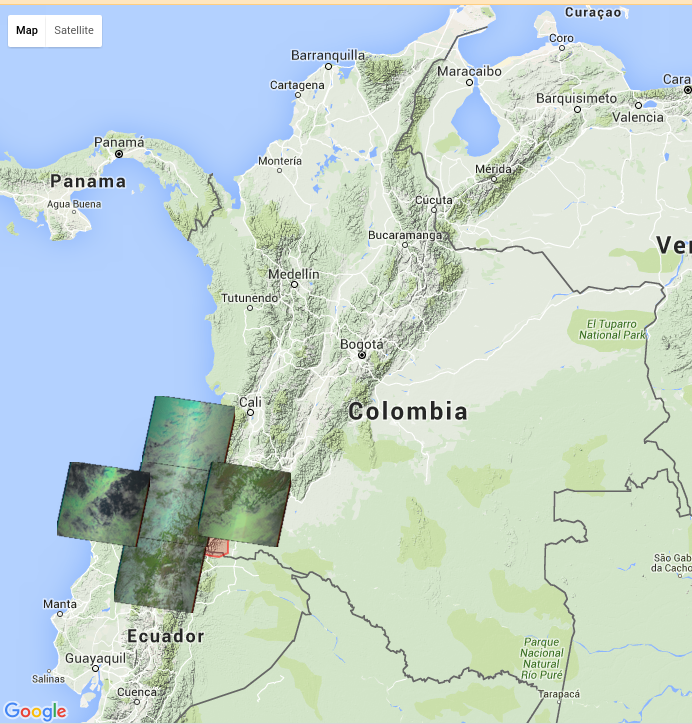 Map
Satellite
Curaçao
Coro
Barranquilla
Maracaibo
Cartagena
Cara
Barquisimeto
Valencia
Panamá
Montería
Mérida
Panama
Agua Buena
Cúcuta
Bucaramanga
Ver
Medellín
Tutunendo
El Tuparro
National Park
Bogotá
Cali
Colombia
São Gab
da Cacho
Manta
Ecuador
Parque
Nacional
Natural
Río Puré
Guayaquil
Salinas
Cuenca
Tarapacá
Google